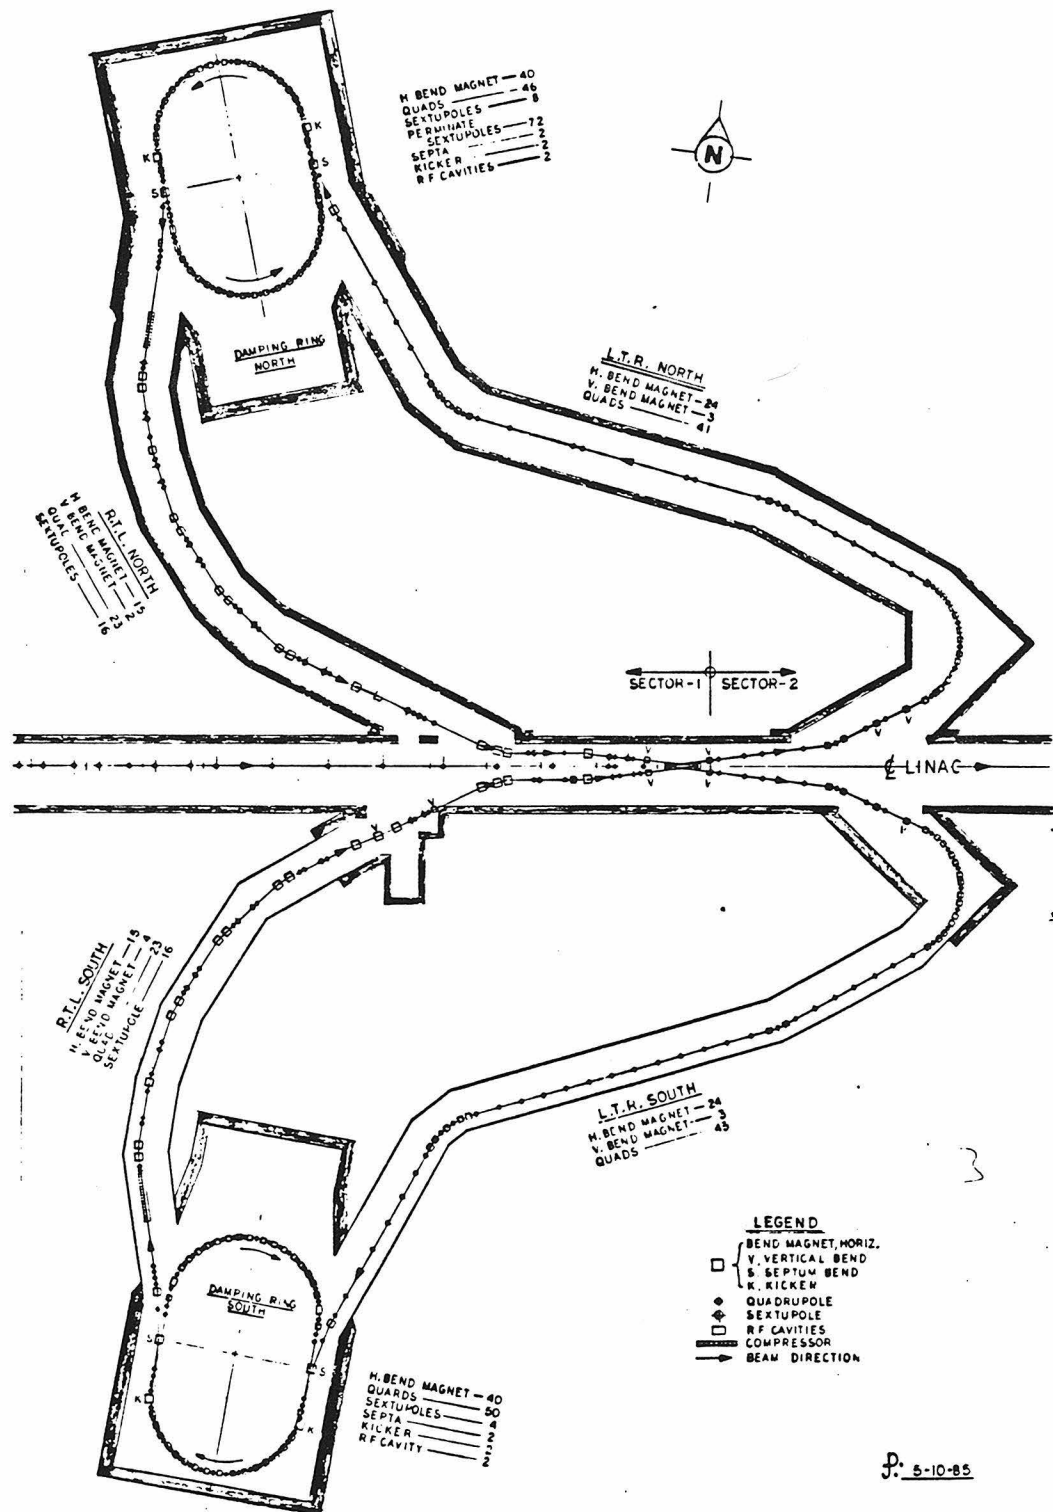 H BEND MAGNET — 40
QUADS — 46
SEXTUPOLES — 8
PERMINATE
SEXTUPOLES — 72
SEPTA — 2
KICKER — 2
RF CAVITIES — 2
N
K
K
S
S
DAMPING RING
NORTH
L.T.R. NORTH
H. BEND MAGNET — 24
V. BEND MAGNET — 3
QUADS — 41
R.T.L. NORTH
H BEND MAGNET — 15
V BEND MAGNET — 2
QUAD — 23
SEXTUPOLES — 16
SECTOR-1
SECTOR-2
V
V
V
℄ LINAC
V
V
V
V
R.T.L. SOUTH
H. BEND MAGNET — 15
V BEND MAGNET — 4
QUAD — 23
SEXTUPOLE — 16
L.T.R. SOUTH
H. BEND MAGNET — 24
V. BEND MAGNET — 3
QUADS — 43
3
DAMPING RING
SOUTH
S
S
K
K
H. BEND MAGNET — 40
QUARDS — 50
SEXTUPOLES — 4
SEPTA — 2
KICKER — 2
RF CAVITY — 2
LEGEND
BEND MAGNET, HORIZ.
V. VERTICAL BEND
S. SEPTUM BEND
K. KICKER
QUADRUPOLE
SEXTUPOLE
RF CAVITIES
COMPRESSOR
BEAM DIRECTION
5-10-85